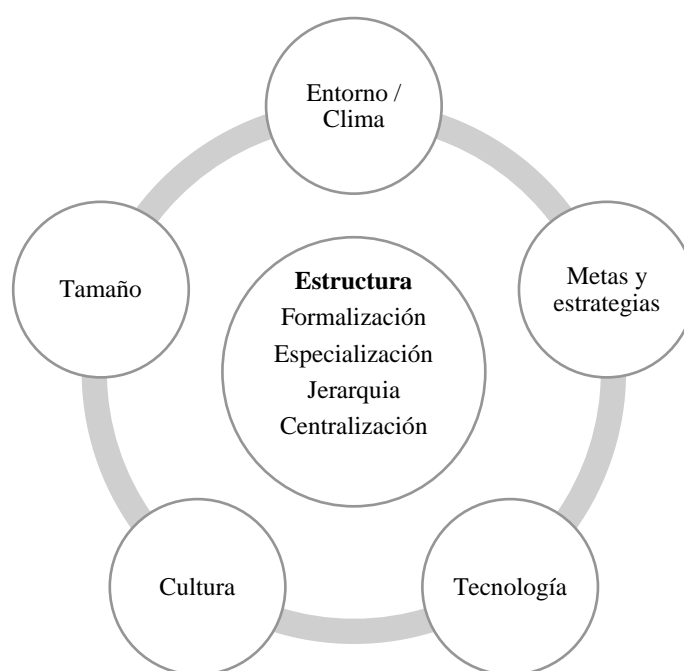 Entorno /
Clima
Metas y
estrategias
Tecnología
Cultura
Tamaño
Estructura
Formalización
Especialización
Jerarquia
Centralización